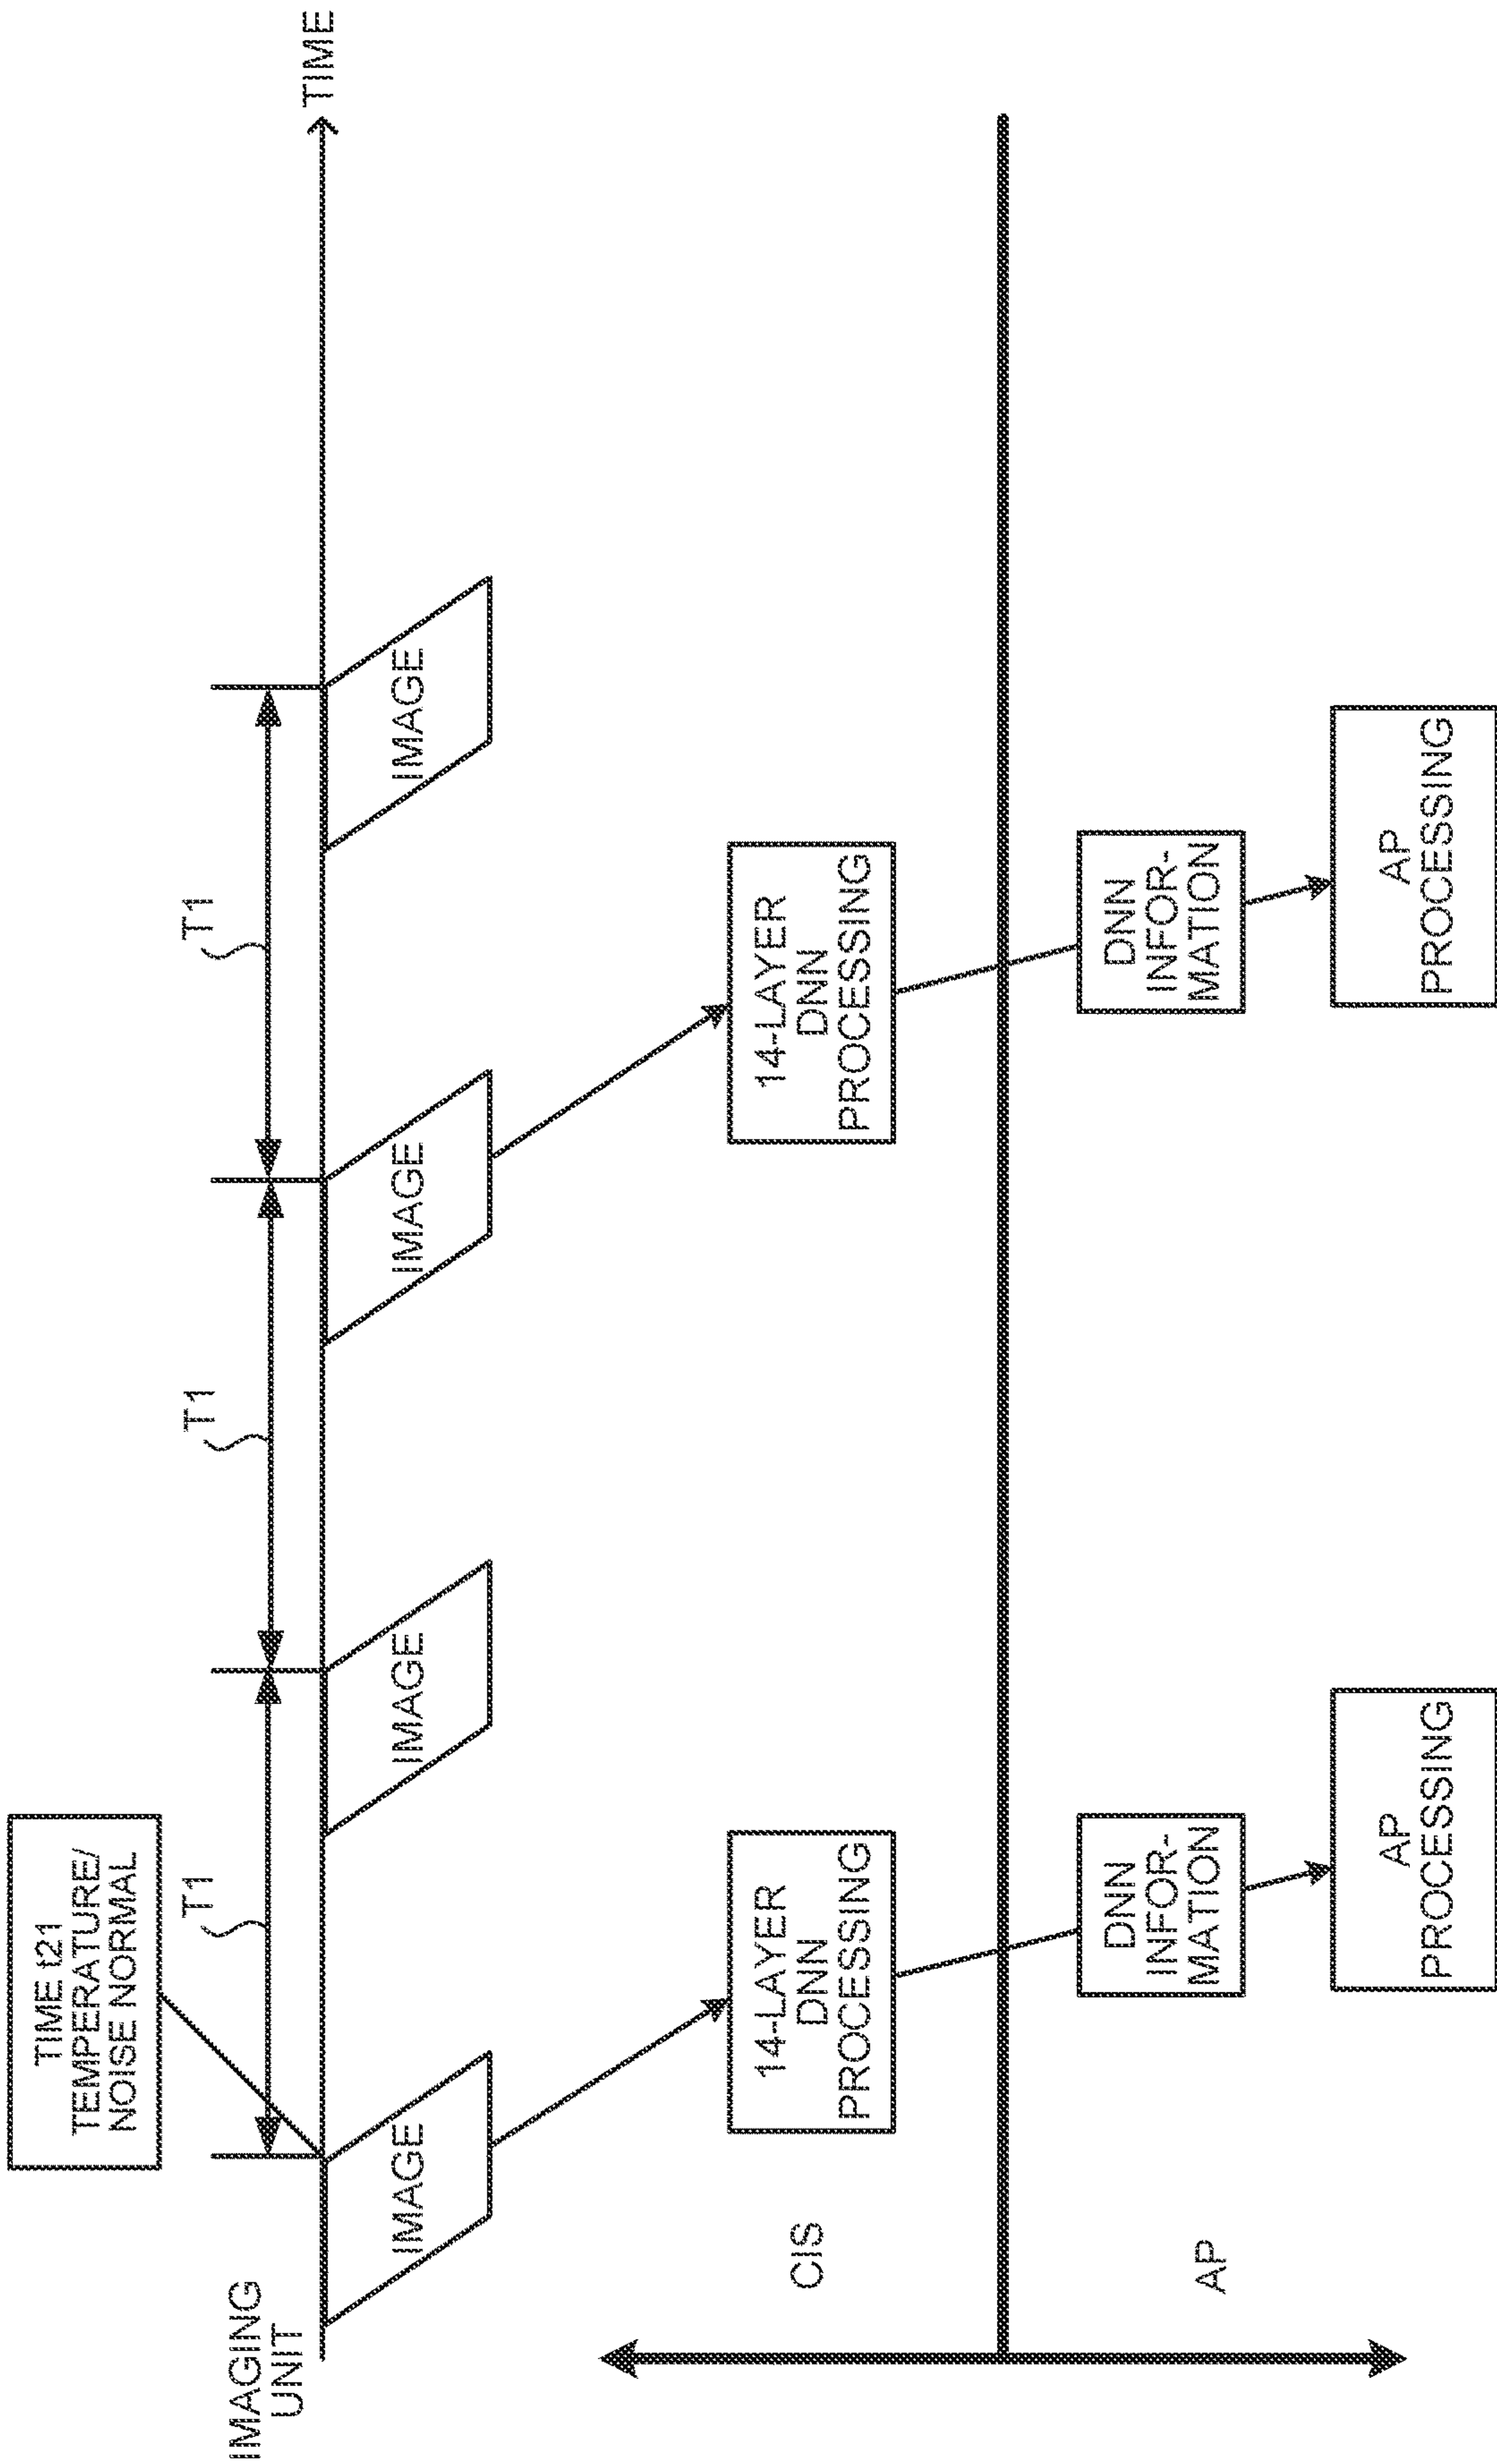 TIME t21
TEMPERATURE/
NOISE NORMAL
T1
T1
T1
IMAGING
UNIT
TIME
IMAGE
IMAGE
IMAGE
IMAGE
CIS
14-LAYER
DNN
PROCESSING
14-LAYER
DNN
PROCESSING
AP
DNN
INFOR-
MATION
DNN
INFOR-
MATION
AP
PROCESSING
AP
PROCESSING